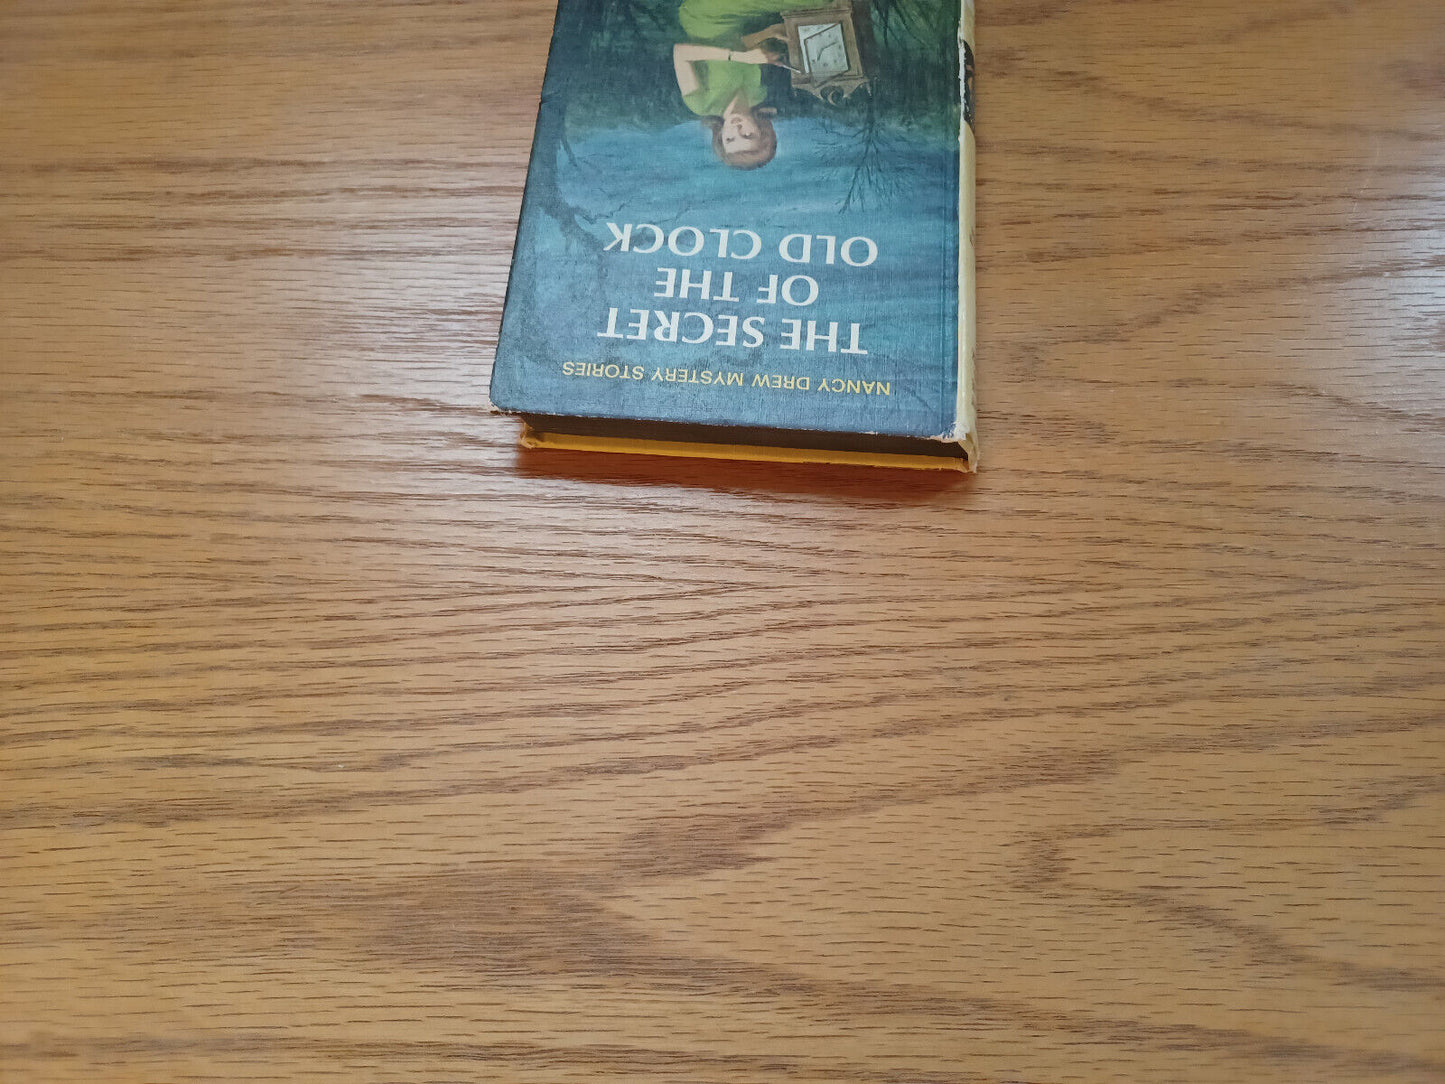 NANCY DREW MYSTERY STORIES
THE SECRET
OF THE
OLD CLOCK